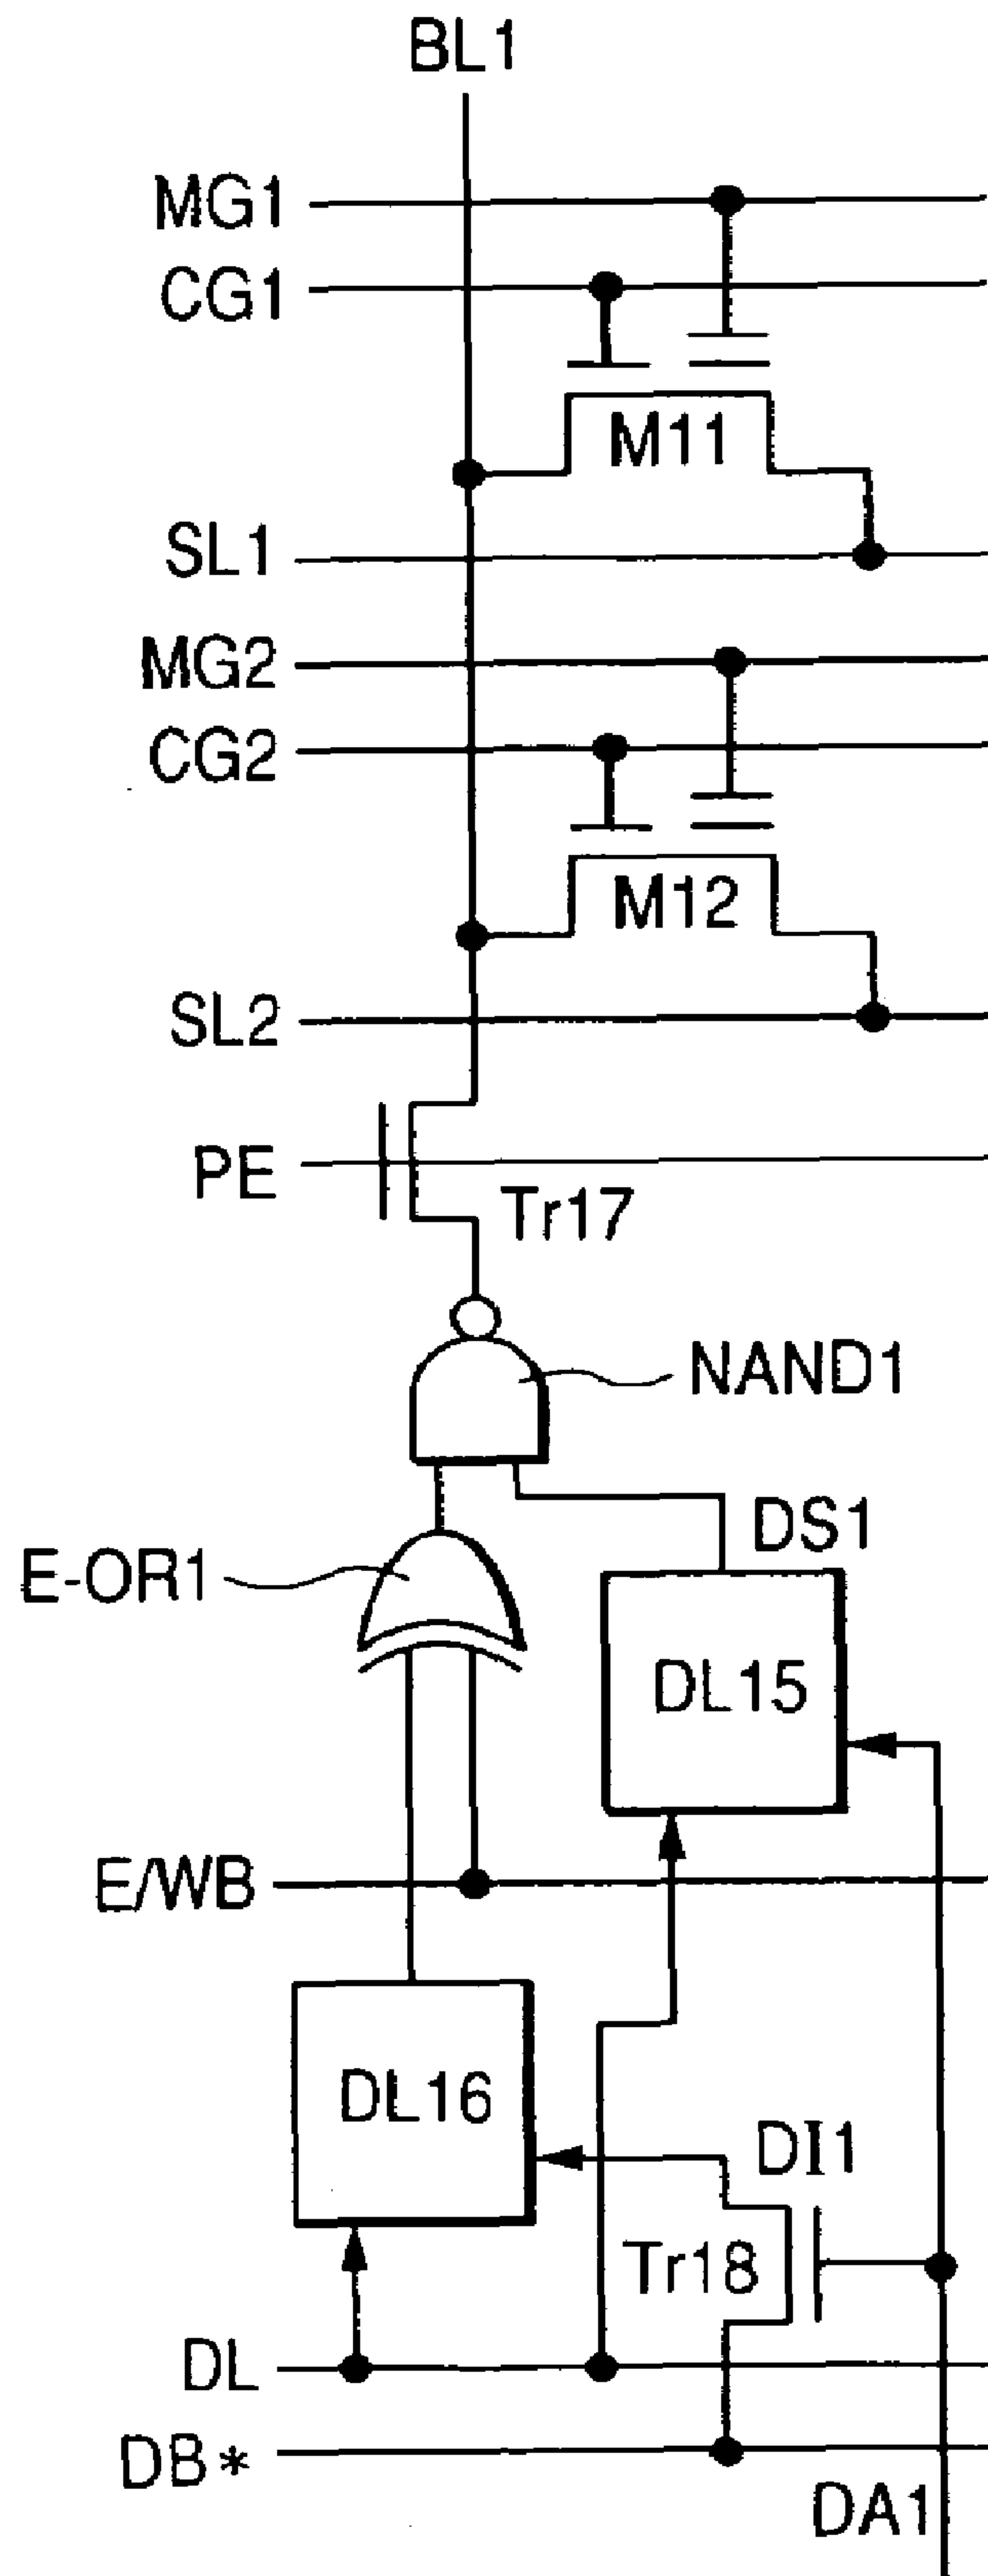 BL1
MG1
CG1
M11
SL1
MG2
CG2
M12
SL2
PE
Tr17
NAND1
DS1
E-OR1
DL15
E/WB
DL16
DI1
Tr18
DL
DB*
DA1